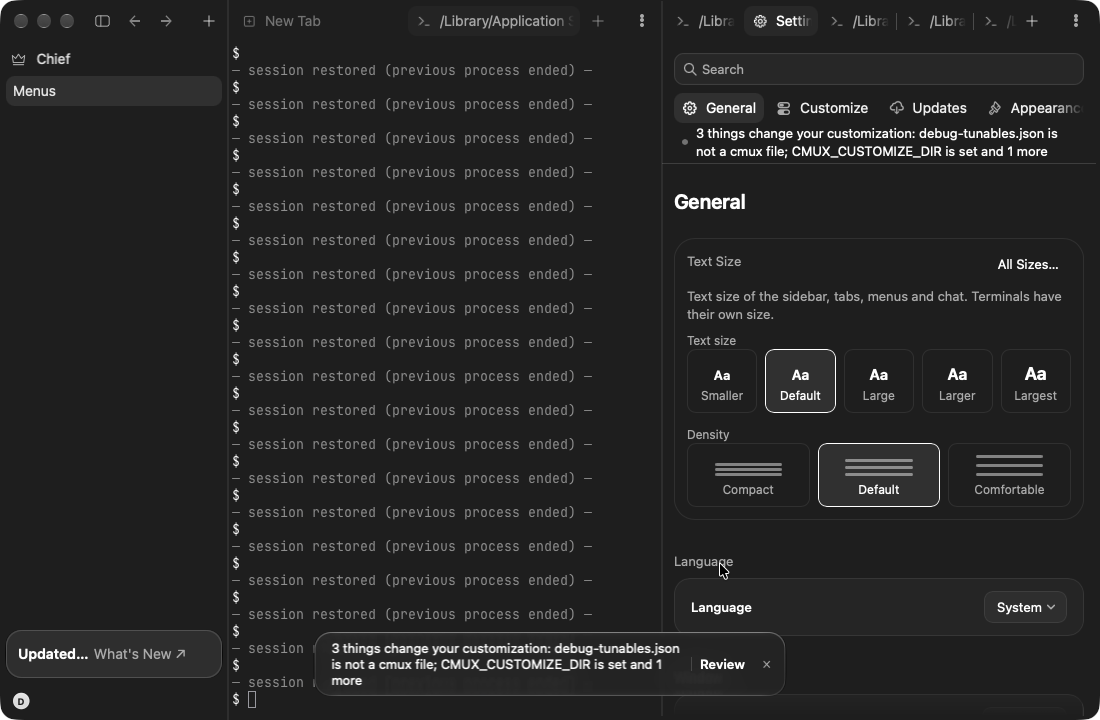 New Tab
/Library/Application
/Libra
Settin
/Libra
/Libra
Chief
Menus
$
— session restored (previous process ended) —
$
— session restored (previous process ended) —
$
— session restored (previous process ended) —
$
— session restored (previous process ended) —
$
— session restored (previous process ended) —
$
— session restored (previous process ended) —
$
— session restored (previous process ended) —
$
— session restored (previous process ended) —
$
— session restored (previous process ended) —
$
— session restored (previous process ended) —
$
— session restored (previous process ended) —
$
— session restored (previous process ended) —
$
— session restored (previous process ended) —
$
— session restored (previous process ended) —
$
— session restored (previous process ended) —
$
— session restored (previous process ended) —
$
— session restored (previous process ended) —
$
— session
$
— session
$
Updated... What's New ↗
D
Search
General
Customize
Updates
Appearanc
3 things change your customization: debug-tunables.json is
not a cmux file; CMUX_CUSTOMIZE_DIR is set and 1 more
General
Text Size
All Sizes...
Text size of the sidebar, tabs, menus and chat. Terminals have
their own size.
Text size
Aa Aa Aa Aa Aa
Smaller Default Large Larger Largest
Density
Compact Default Comfortable
Language
Language
System
3 things change your customization: debug-tunables.json
is not a cmux file; CMUX_CUSTOMIZE_DIR is set and 1
more
Review